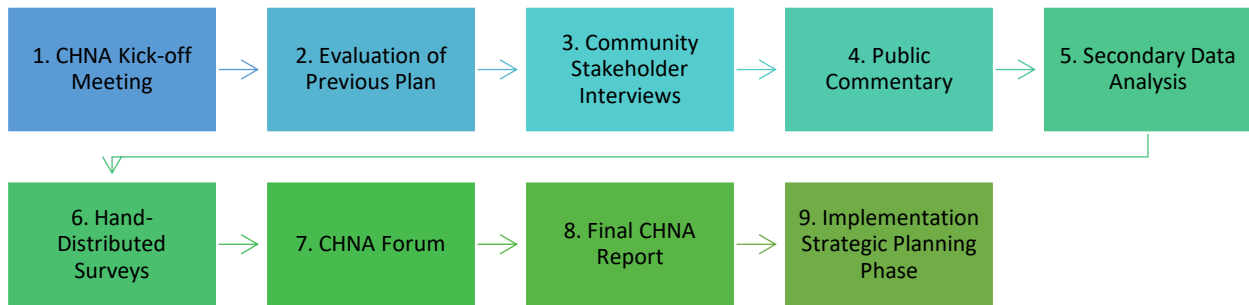 1. CHNA Kick-off
Meeting
2. Evaluation of
Previous Plan
3. Community
Stakeholder
Interviews
4. Public
Commentary
5. Secondary Data
Analysis
6. Hand-
Distributed
Surveys
7. CHNA Forum
8. Final CHNA
Report
9. Implementation
Strategic Planning
Phase